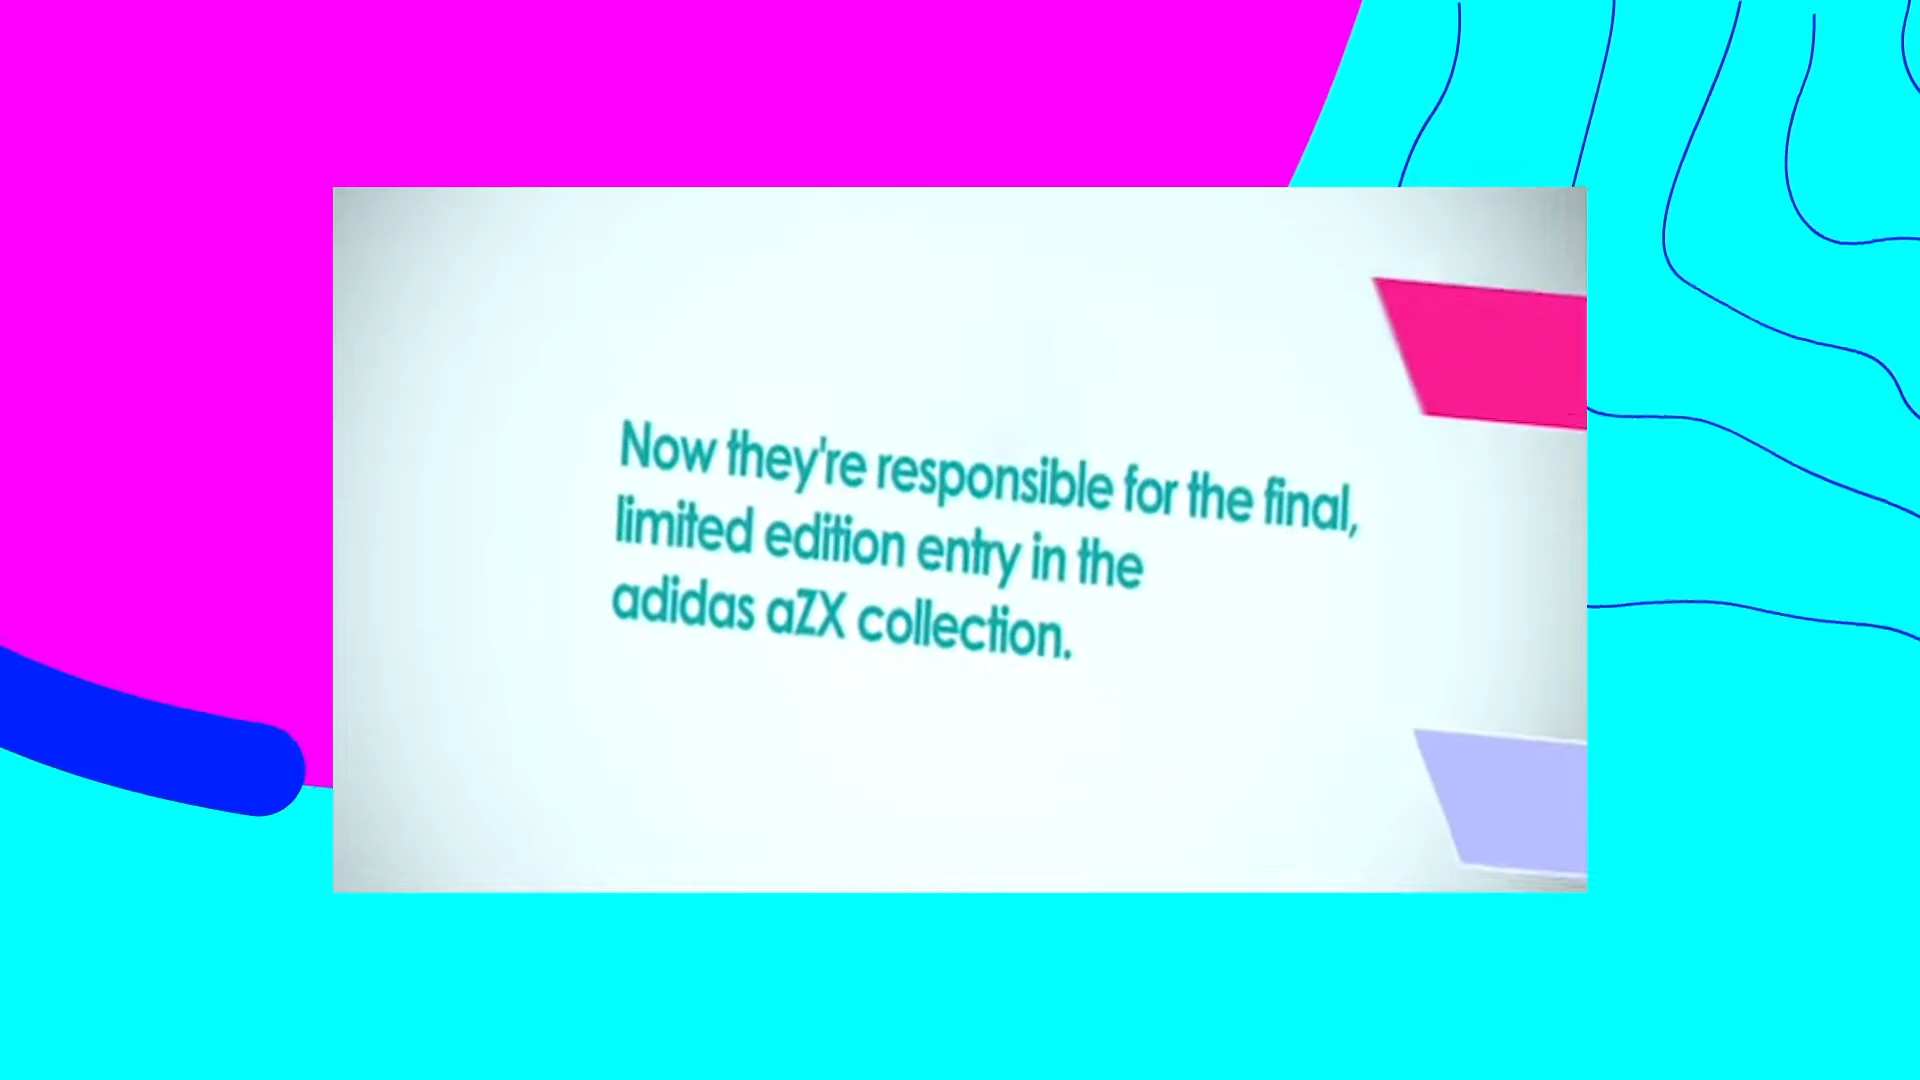 Now they're responsible for the final,
limited edition entry in the
adidas aZX collection.